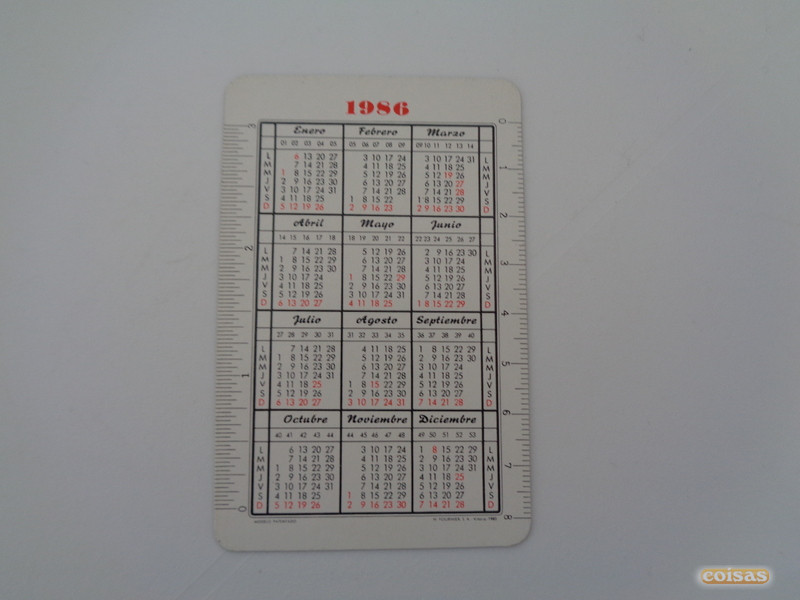 1986
Enero Febrero Marzo
01 02 03 04 05 05 06 07 08 09 09 10 11 12 13 14
L 6 13 20 27 3 10 17 24 3 10 17 24 31 L
M 7 14 21 28 4 11 18 25 4 11 18 25 M
M 1 8 15 22 29 5 12 19 26 5 12 19 26 M
J 2 9 16 23 30 6 13 20 27 6 13 20 27 J
V 3 10 17 24 31 7 14 21 28 7 14 21 28 V
S 4 11 18 25 1 8 15 22 1 8 15 22 29 S
D 5 12 19 26 2 9 16 23 2 9 16 23 30 D
Abril Mayo Junio
14 15 16 17 18 18 19 20 21 22 22 23 24 25 26 27
L 7 14 21 28 5 12 19 26 2 9 16 23 30 L
M 1 8 15 22 29 6 13 20 27 3 10 17 24 M
M 2 9 16 23 30 7 14 21 28 4 11 18 25 M
J 3 10 17 24 1 8 15 22 29 5 12 19 26 J
V 4 11 18 25 2 9 16 23 30 6 13 20 27 V
S 5 12 19 26 3 10 17 24 31 7 14 21 28 S
D 6 13 20 27 4 11 18 25 1 8 15 22 29 D
Julio Agosto Septiembre
27 28 29 30 31 31 32 33 34 35 36 37 38 39 40
L 7 14 21 28 4 11 18 25 1 8 15 22 29 L
M 1 8 15 22 29 5 12 19 26 2 9 16 23 30 M
M 2 9 16 23 30 6 13 20 27 3 10 17 24 M
J 3 10 17 24 31 7 14 21 28 4 11 18 25 J
V 4 11 18 25 1 8 15 22 29 5 12 19 26 V
S 5 12 19 26 2 9 16 23 30 6 13 20 27 S
D 6 13 20 27 3 10 17 24 31 7 14 21 28 D
Octubre Noviembre Diciembre
40 41 42 43 44 44 45 46 47 48 49 50 51 52 53
L 6 13 20 27 3 10 17 24 1 8 15 22 29 L
M 7 14 21 28 4 11 18 25 2 9 16 23 30 M
M 1 8 15 22 29 5 12 19 26 3 10 17 24 31 M
J 2 9 16 23 30 6 13 20 27 4 11 18 25 J
V 3 10 17 24 31 7 14 21 28 5 12 19 26 V
S 4 11 18 25 1 8 15 22 29 6 13 20 27 S
D 5 12 19 26 2 9 16 23 30 7 14 21 28 D
3
2
1
0
0
1
2
3
4
5
6
7
8
coisas